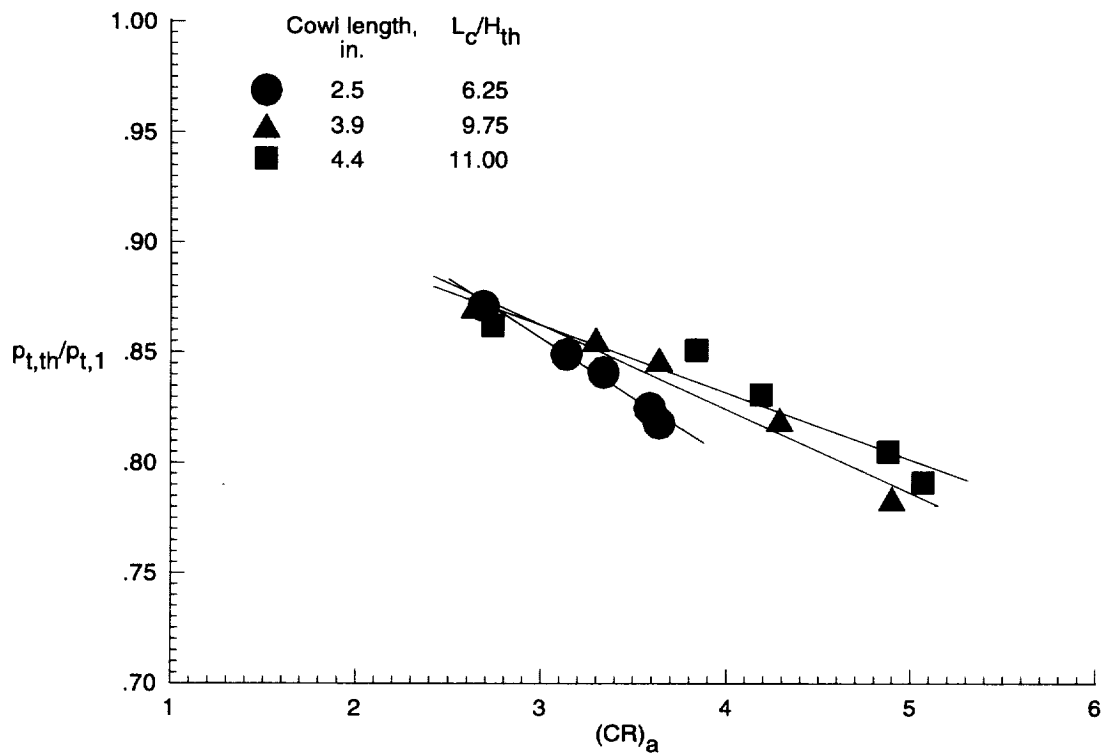 1.00
Cowl length, in. L_c/H_th
2.5 6.25
3.9 9.75
4.4 11.00
.95
.90
.85
p_t,th/p_t,1
.80
.75
.70
1 2 3 4 5 6
(CR)_a